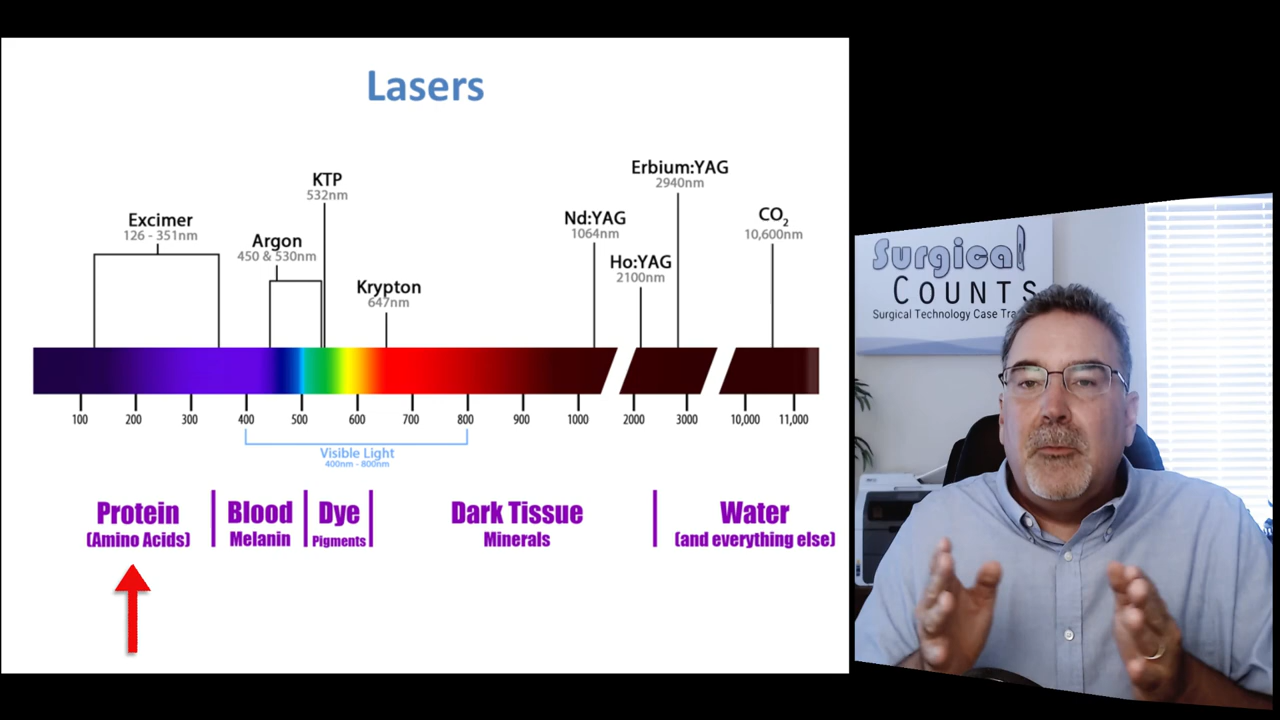 Lasers
Erbium:YAG
2940nm
KTP
532nm
Excimer
126 - 351nm
Nd:YAG
1064nm
CO₂
10,600nm
Argon
450 & 530nm
Ho:YAG
2100nm
Krypton
647nm
100 200 300 400 500 600 700 800 900 1000 2000 3000 10,000 11,000
Visible Light
400nm - 800nm
Protein
(Amino Acids)
Blood
Melanin
Dye
Pigments
Dark Tissue
Minerals
Water
(and everything else)
Surgical
COUNTS
Surgical Technology Case